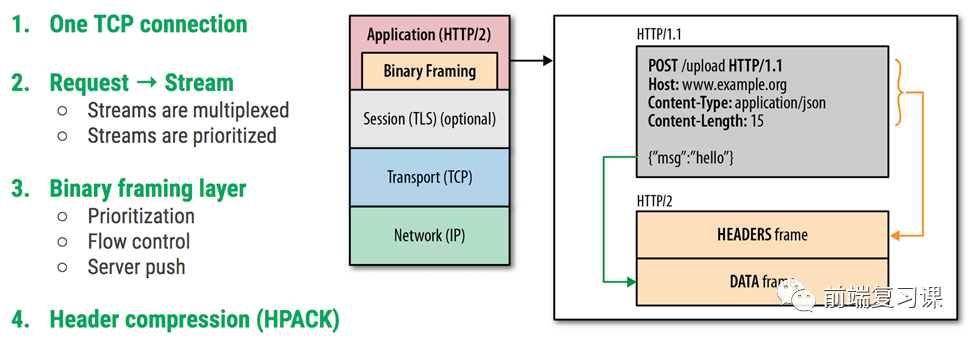 1. One TCP connection
2. Request → Stream
○ Streams are multiplexed
○ Streams are prioritized
3. Binary framing layer
○ Prioritization
○ Flow control
○ Server push
4. Header compression (HPACK)
Application (HTTP/2)
Binary Framing
Session (TLS) (optional)
Transport (TCP)
Network (IP)
HTTP/1.1
POST /upload HTTP/1.1
Host: www.example.org
Content-Type: application/json
Content-Length: 15
{"msg":"hello"}
HTTP/2
HEADERS frame
DATA frame
前端复习课